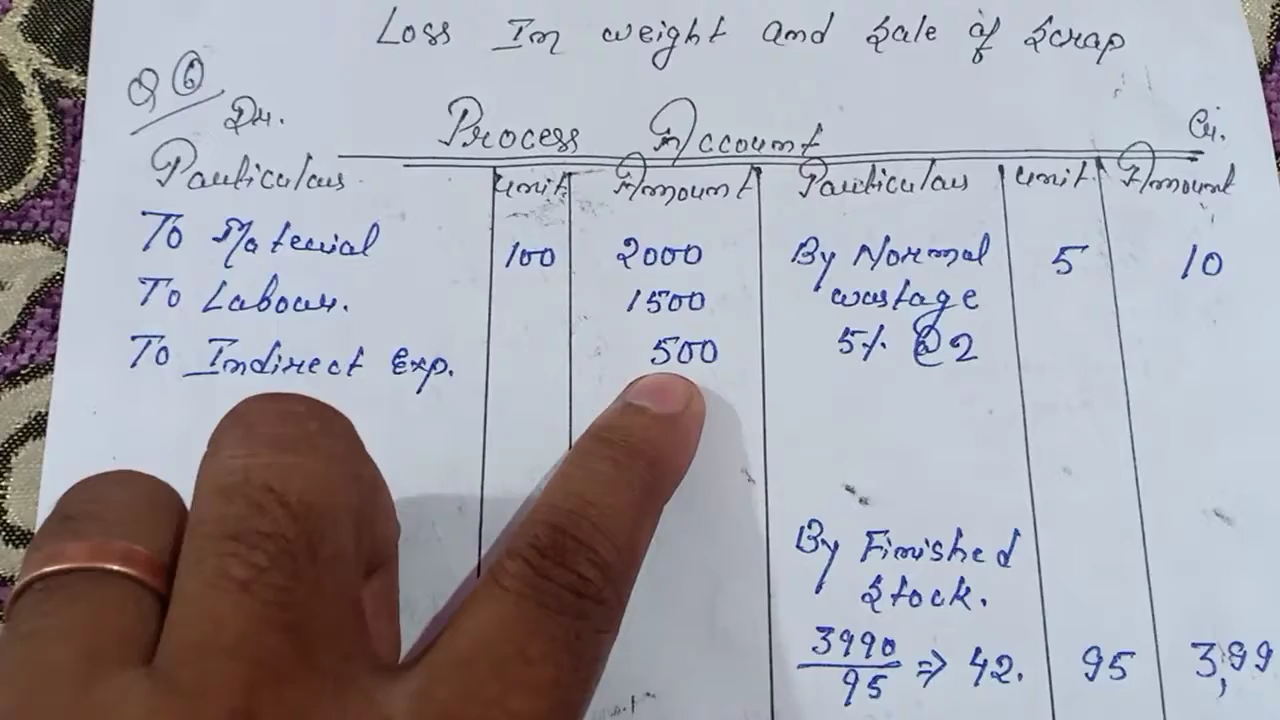 Loss In weight and Sale of Scrap
Q 6
Dr. Process Account Cr.
Particulars unit Amount Particulars unit Amount
To Material 100 2000 By Normal 5 10
To Labour. 1500 wastage
To Indirect Exp. 500 5% @2
By Finished
Stock.
3990
95 => 42. 95 3,99